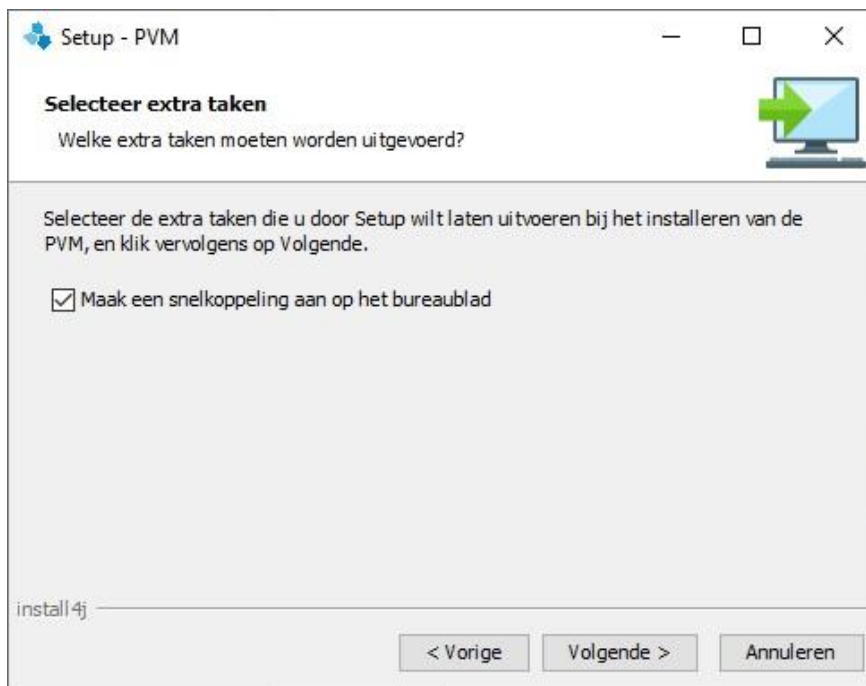 Setup - PVM
Selecteer extra taken
Welke extra taken moeten worden uitgevoerd?
Selecteer de extra taken die u door Setup wilt laten uitvoeren bij het installeren van de
PVM, en klik vervolgens op Volgende.
Maak een snelkoppeling aan op het bureaublad
install4j
< Vorige
Volgende >
Annuleren